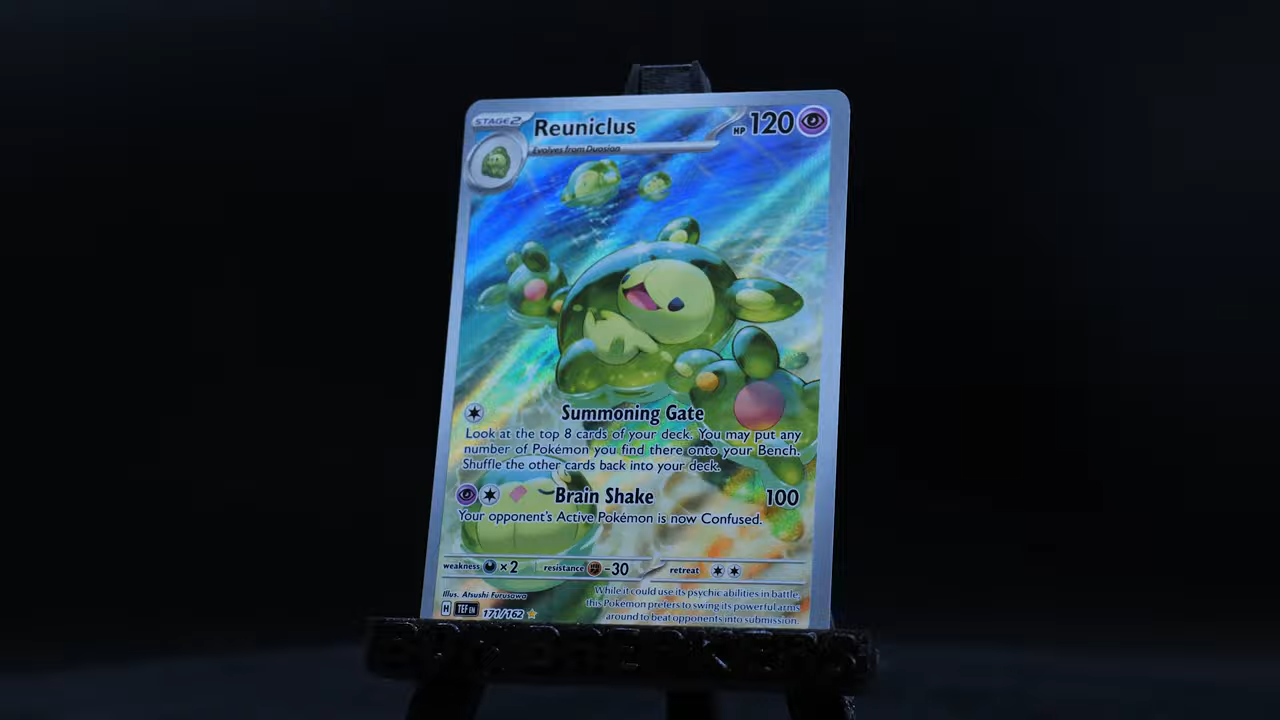 STAGE2
Reuniclus
HP 120
Evolves from Duosion
Summoning Gate
Look at the top 8 cards of your deck. You may put any
number of Pokémon you find there onto your Bench.
Shuffle the other cards back into your deck.
Brain Shake 100
Your opponent's Active Pokémon is now Confused.
weakness ×2 resistance -30 retreat
Illus. Atsushi Furusawa
H TEF EN 171/162
While it could use its psychic abilities in battle,
this Pokémon prefers to swing its powerful arms
around to beat opponents into submission.